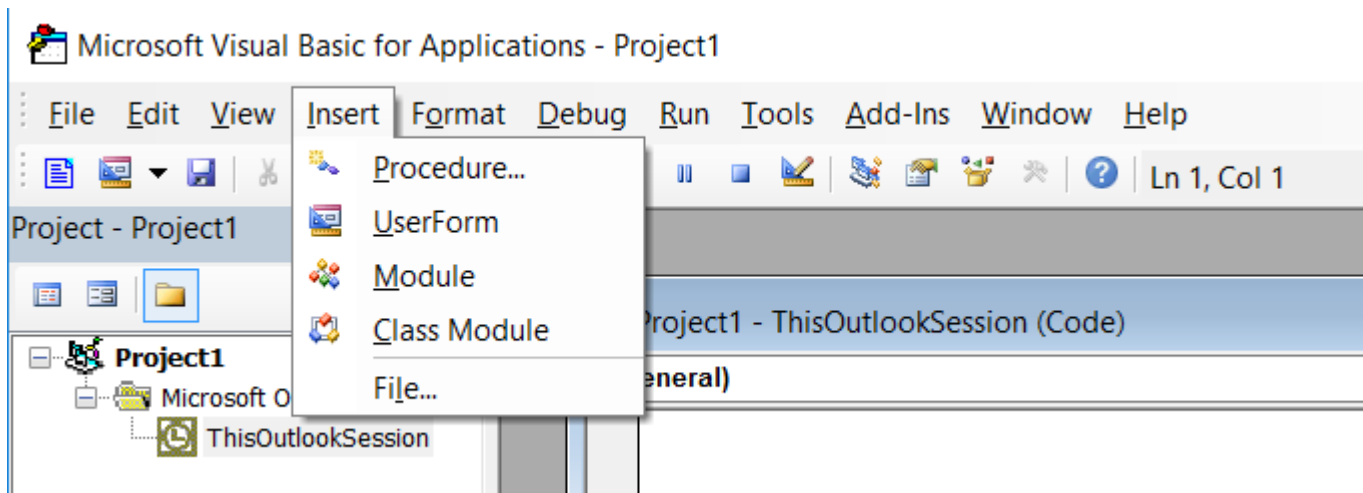 Microsoft Visual Basic for Applications - Project1
File Edit View Insert Format Debug Run Tools Add-Ins Window Help
Ln 1, Col 1
Procedure...
UserForm
Module
Class Module
File...
Project - Project1
Project1
Microsoft O
ThisOutlookSession
Project1 - ThisOutlookSession (Code)
eneral)